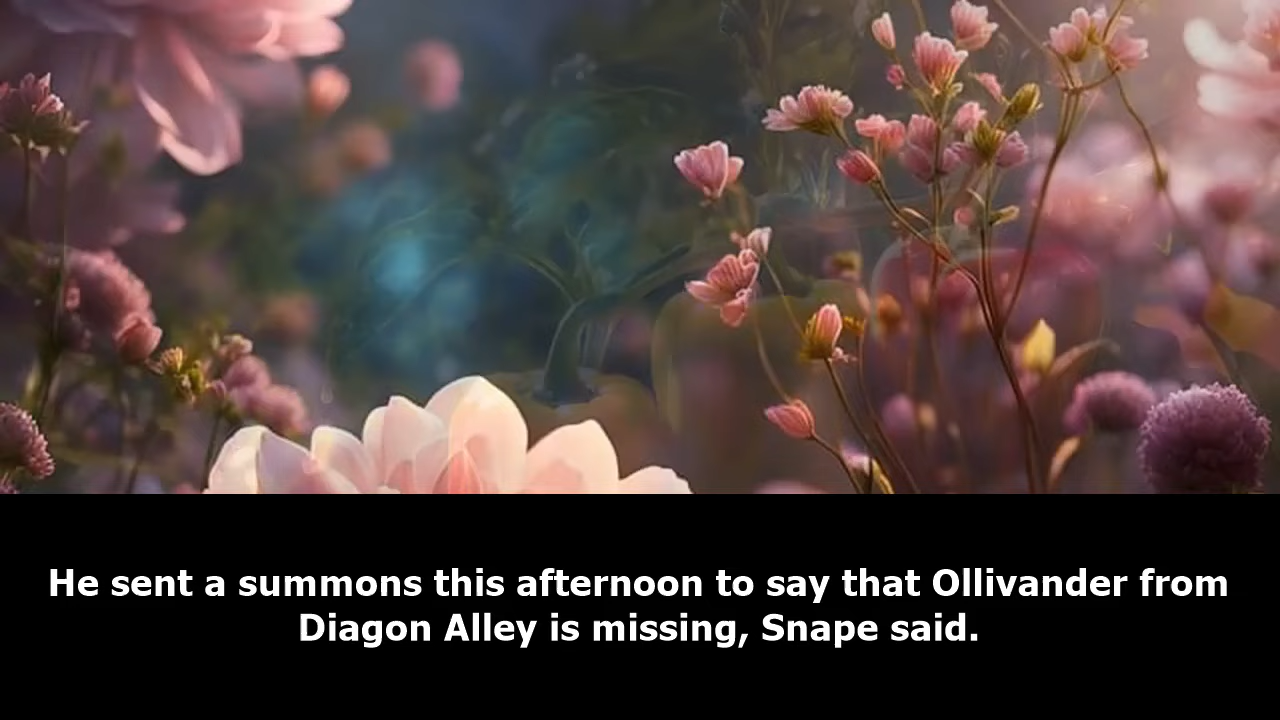 He sent a summons this afternoon to say that Ollivander from
Diagon Alley is missing, Snape said.